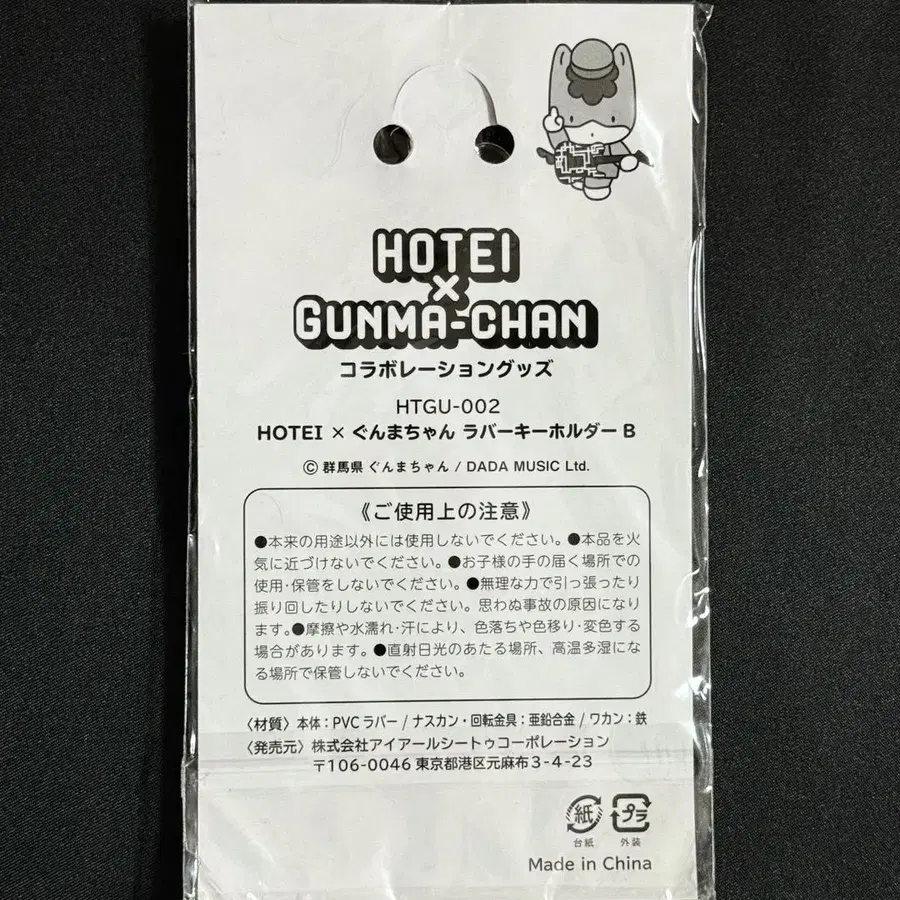 HOTEI
×
GUNMA-CHAN
コラボレーショングッズ
HTGU-002
HOTEI × ぐんまちゃん ラバーキーホルダー B
© 群馬県 ぐんまちゃん / DADA MUSIC Ltd.
《ご使用上の注意》
●本来の用途以外には使用しないでください。●本品を火
気に近づけないでください。●お子様の手の届く場所での
使用・保管をしないでください。●無理な力で引っ張ったり
振り回したりしないでください。思わぬ事故の原因になり
ます。●摩擦や水濡れ・汗により、色落ちや色移り・変色する
場合があります。●直射日光のあたる場所、高温多湿にな
る場所で保管しないでください。
〈材質〉本体：PVCラバー / ナスカン・回転金具：亜鉛合金 / ワカン：鉄
〈発売元〉株式会社アイアールシートゥコーポレーション
〒106-0046 東京都港区元麻布3-4-23
紙 プラ
台紙 外装
Made in China